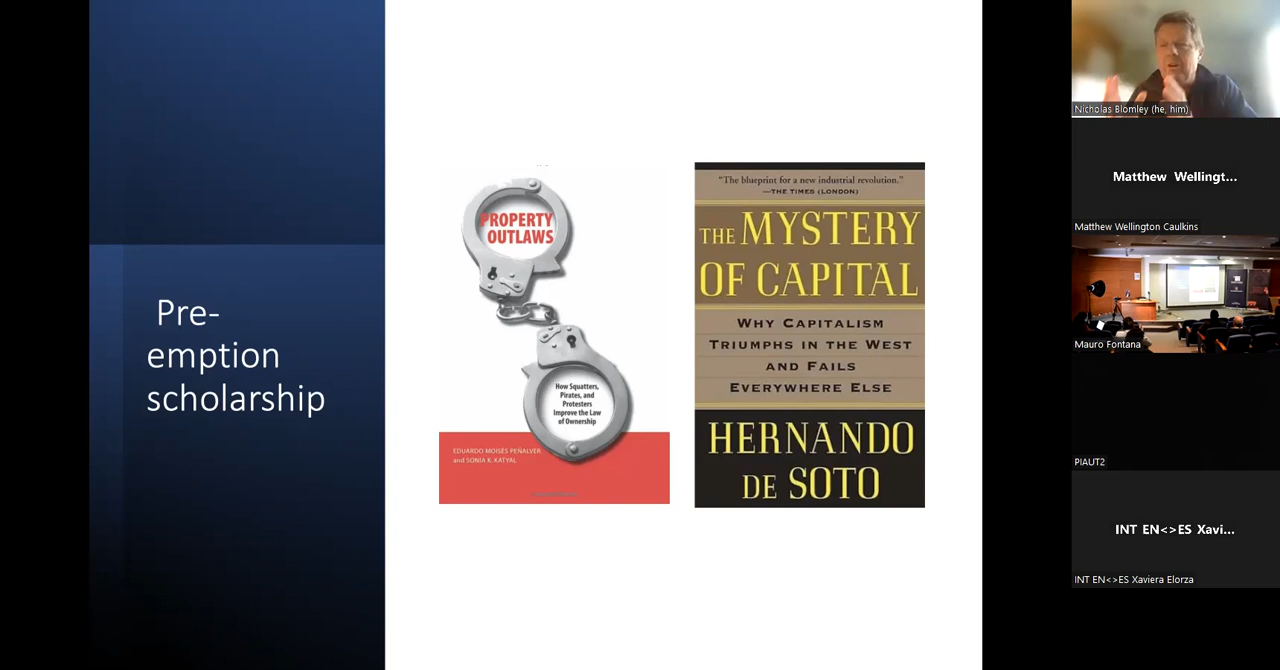 Pre-
emption
scholarship
PROPERTY
OUTLAWS
How Squatters,
Pirates, and
Protesters
Improve the Law
of Ownership
EDUARDO MOISÉS PEÑALVER
and SONIA K. KATYAL
“The blueprint for a new industrial revolution.”
—THE TIMES (LONDON)
THE MYSTERY
OF CAPITAL
WHY CAPITALISM
TRIUMPHS IN THE WEST
AND FAILS
EVERYWHERE ELSE
HERNANDO
DE SOTO
Nicholas Blomley (he, him)
Matthew Wellingt...
Matthew Wellington Caulkins
Mauro Fontana
PIAUT2
INT EN<>ES Xavi...
INT EN<>ES Xaviera Elorza